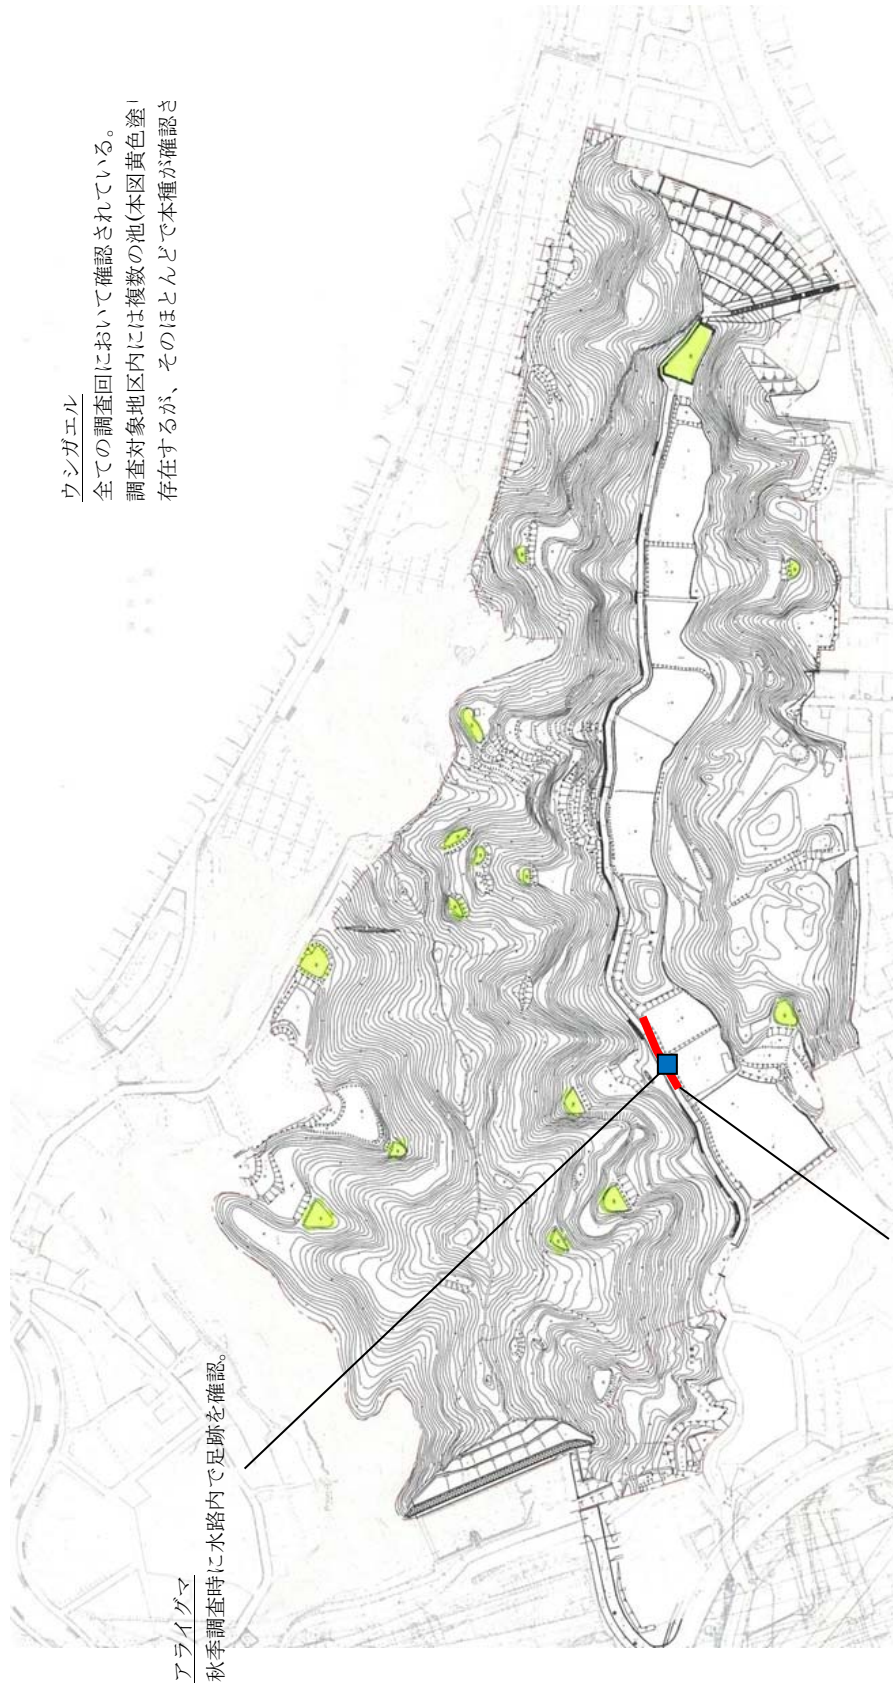 ウシガエル
全ての調査回において確認されている。
調査対象地区内には複数の池(本図黄色塗
存在するが、そのほとんどで本種が確認さ
アライグマ
秋季調査時に水路内で足跡を確認。